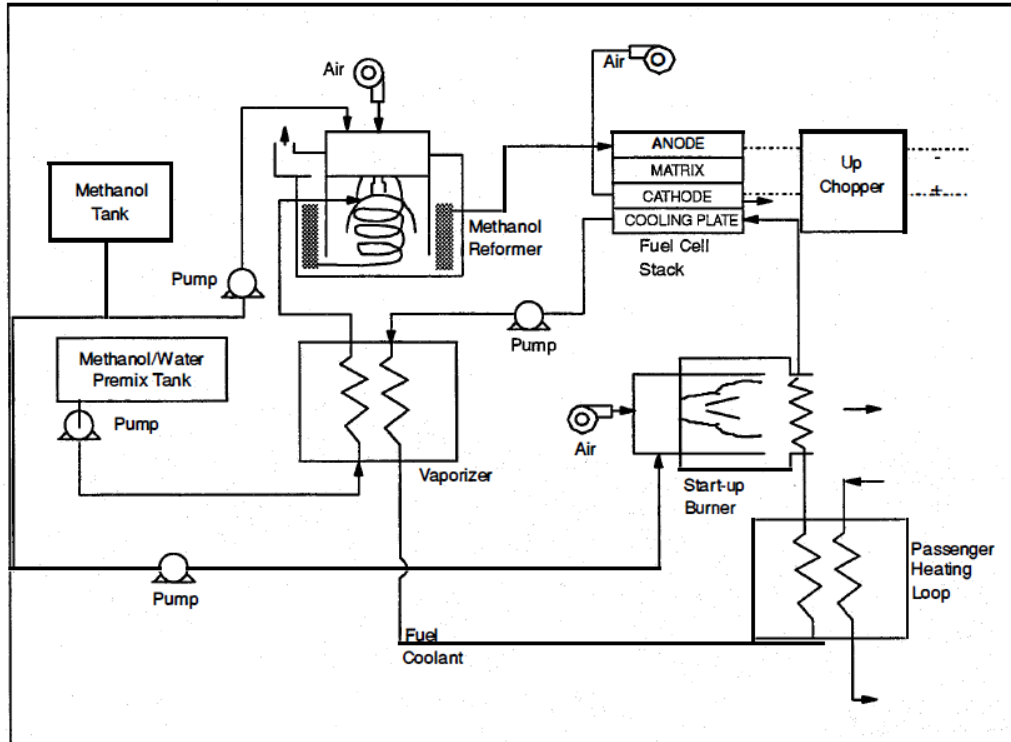 Air
Air
ANODE
MATRIX
CATHODE
COOLING PLATE
Fuel Cell
Stack
Up
Chopper
-
+
Methanol
Tank
Methanol
Reformer
Pump
Pump
Methanol/Water
Premix Tank
Pump
Vaporizer
Air
Start-up
Burner
Passenger
Heating
Loop
Pump
Fuel
Coolant